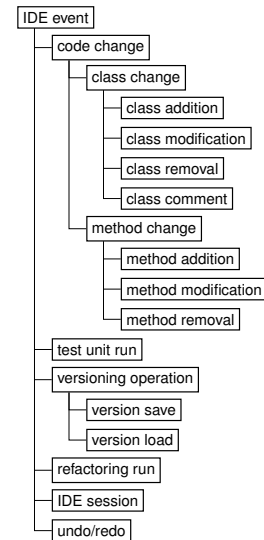 IDE event
code change
class change
class addition
class modification
class removal
class comment
method change
method addition
method modification
method removal
test unit run
versioning operation
version save
version load
refactoring run
IDE session
undo/redo